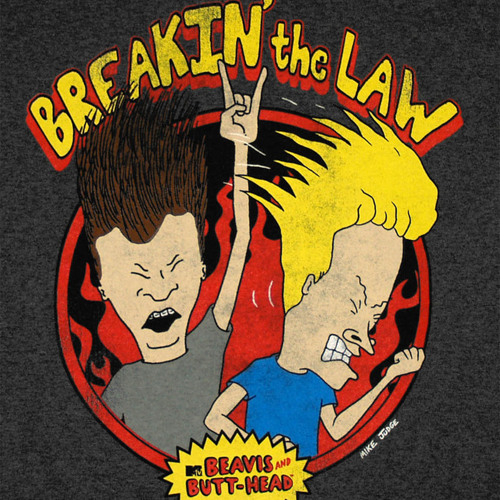 BREAKIN' the LAW
MIKE JUDGE
MTV BEAVIS AND
BUTT-HEAD